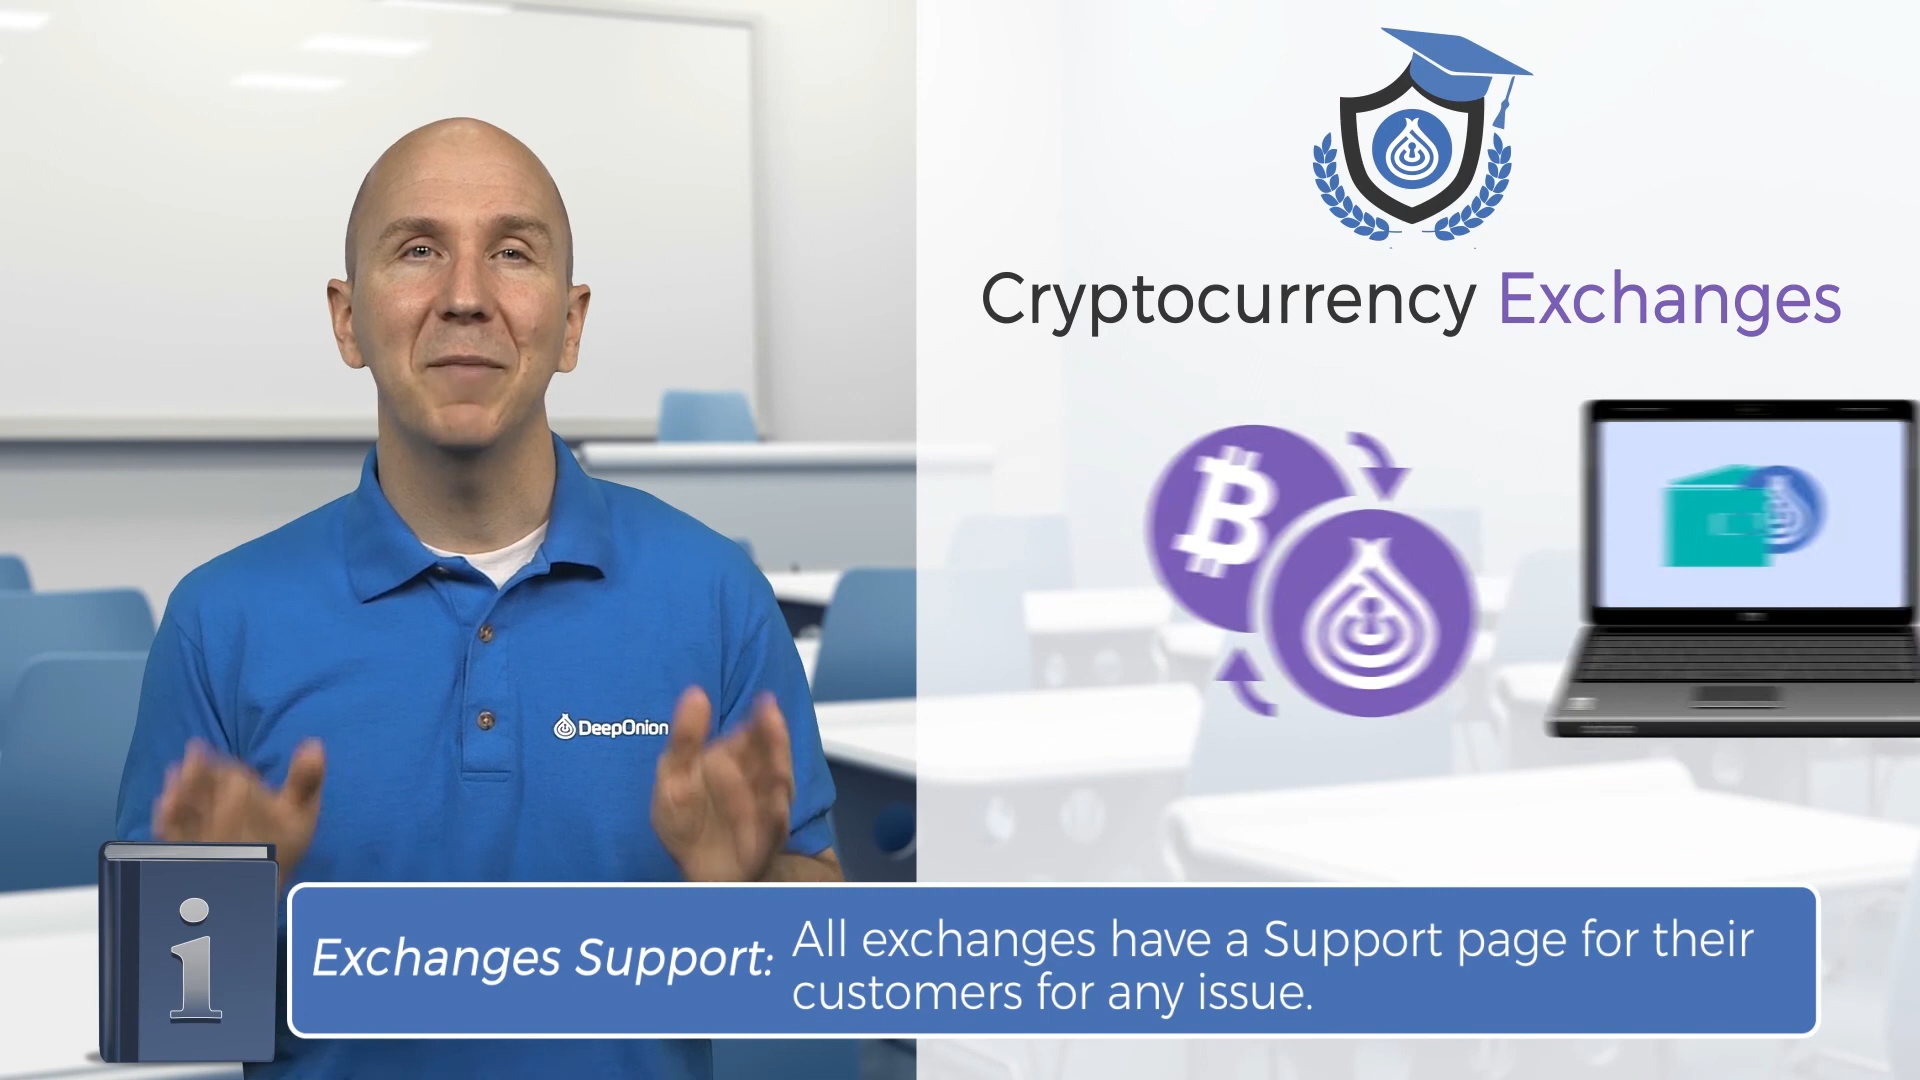 Cryptocurrency Exchanges
DeepOnion
Exchanges Support: All exchanges have a Support page for their
customers for any issue.